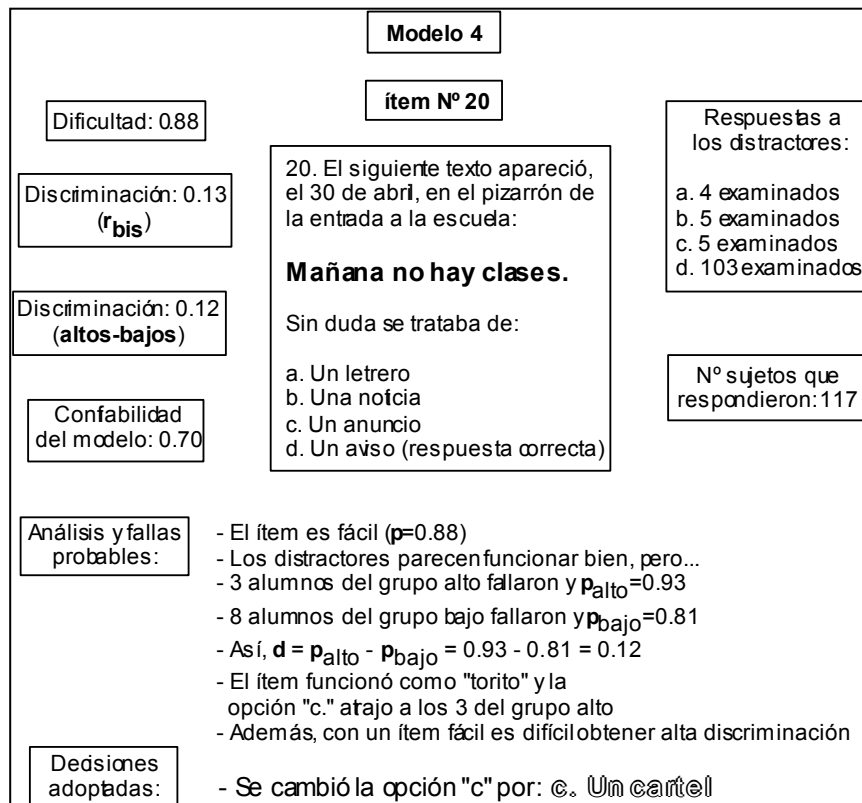 Modelo 4
ítem Nº 20
Dificultad: 0.88
Discriminación: 0.13
(rbis)
Discriminación: 0.12
(altos-bajos)
Confiabilidad
del modelo: 0.70
20. El siguiente texto apareció,
el 30 de abril, en el pizarrón de
la entrada a la escuela:
Mañana no hay clases.
Sin duda se trataba de:
a. Un letrero
b. Una noticia
c. Un anuncio
d. Un aviso (respuesta correcta)
Respuestas a
los distractores:
a. 4 examinados
b. 5 examinados
c. 5 examinados
d. 103 examinados
Nº sujetos que
respondieron: 117
Análisis y fallas
probables:
- El ítem es fácil (p=0.88)
- Los distractores parecen funcionar bien, pero...
- 3 alumnos del grupo alto fallaron y palto=0.93
- 8 alumnos del grupo bajo fallaron y pbajo=0.81
- Así, d = palto - pbajo = 0.93 - 0.81 = 0.12
- El ítem funcionó como "torito" y la
opción "c." atrajo a los 3 del grupo alto
- Además, con un ítem fácil es difícil obtener alta discriminación
Decisiones
adoptadas:
- Se cambió la opción "c" por: c. Un cartel